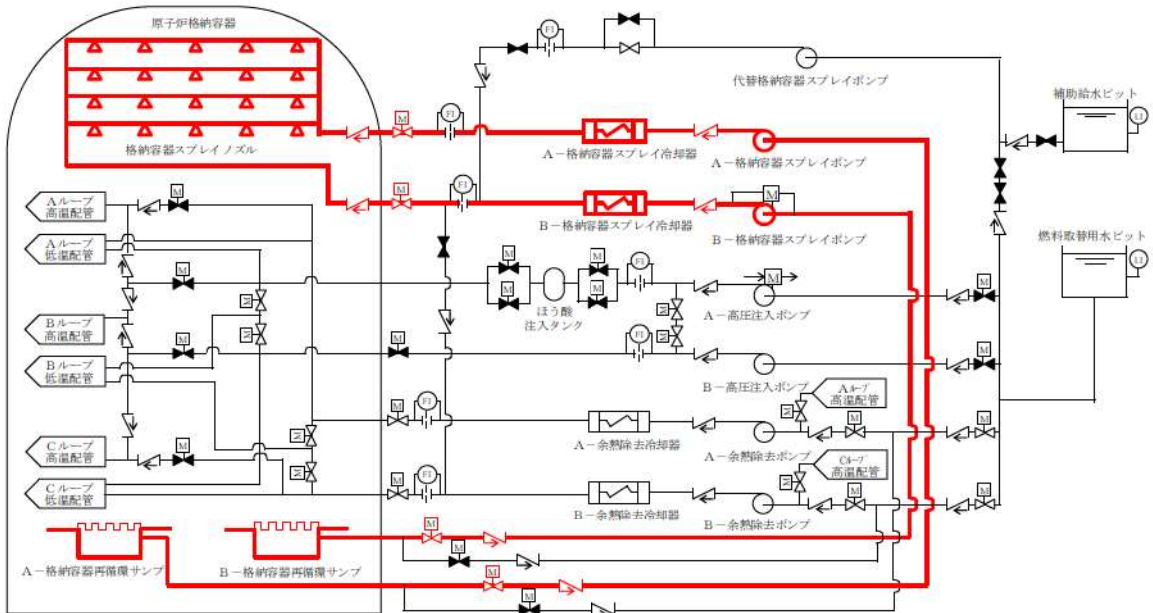 原子炉格納容器
格納容器スプレイノズル
FI
代替格納容器スプレイポンプ
補助給水ピット
LI
M
FI
A-格納容器スプレイ冷却器
A-格納容器スプレイポンプ
M
FI
M
B-格納容器スプレイ冷却器
B-格納容器スプレイポンプ
燃料取替用水ピット
LI
Aループ
高温配管
M
Aループ
低温配管
M
M
M
M
M
M
ほう酸
注入タンク
FI
M
M
A-高圧注入ポンプ
M
Bループ
高温配管
M
M
M
M
FI
M
B-高圧注入ポンプ
M
Bループ
低温配管
Aループ
高温配管
M
M
FI
A-余熱除去冷却器
A-余熱除去ポンプ
M
M
M
Cループ
高温配管
M
M
M
Cループ
高温配管
Cループ
低温配管
M
FI
B-余熱除去冷却器
B-余熱除去ポンプ
M
M
M
A-格納容器再循環サンプ
B-格納容器再循環サンプ
M
M
M
M